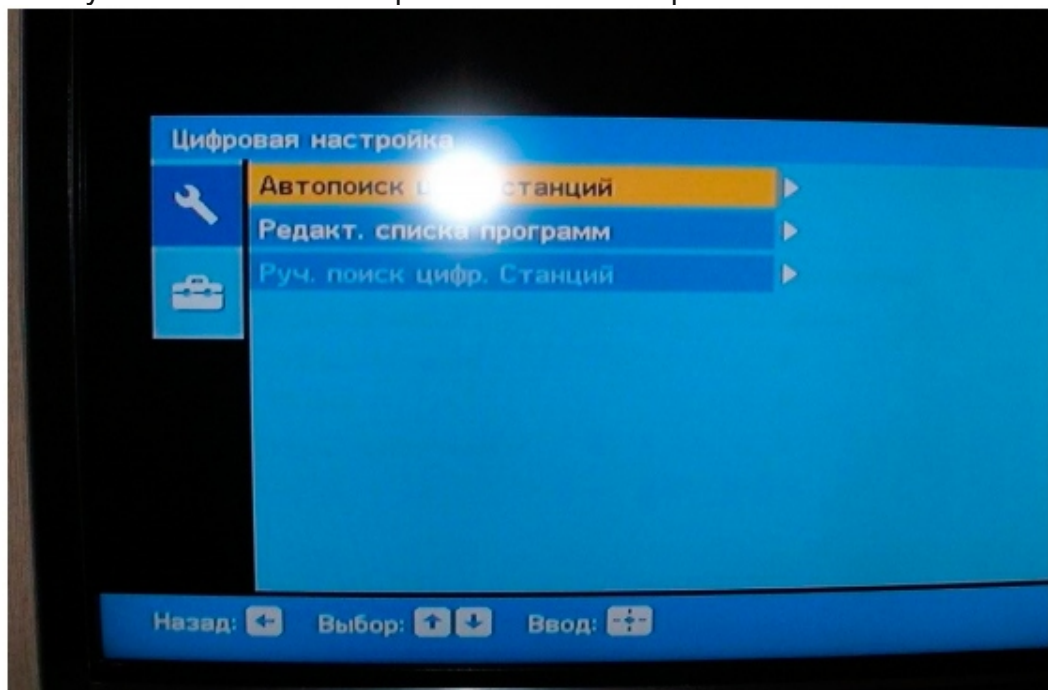 Цифровая настройка
Автопоиск станций
Редакт. списка программ
Руч. поиск цифр. Станций
Назад: Выбор: Ввод: